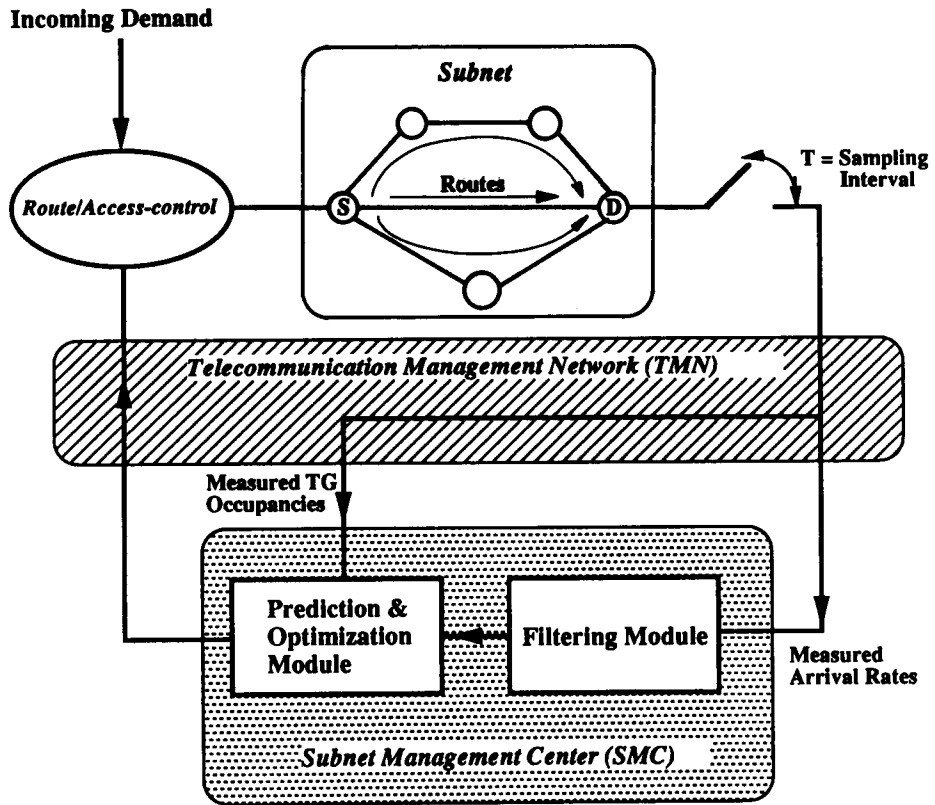 Incoming Demand
Subnet
T = Sampling
Interval
Route/Access-control
S
Routes
D
Telecommunication Management Network (TMN)
Measured TG
Occupancies
Prediction &
Optimization
Module
Filtering Module
Measured
Arrival Rates
Subnet Management Center (SMC)